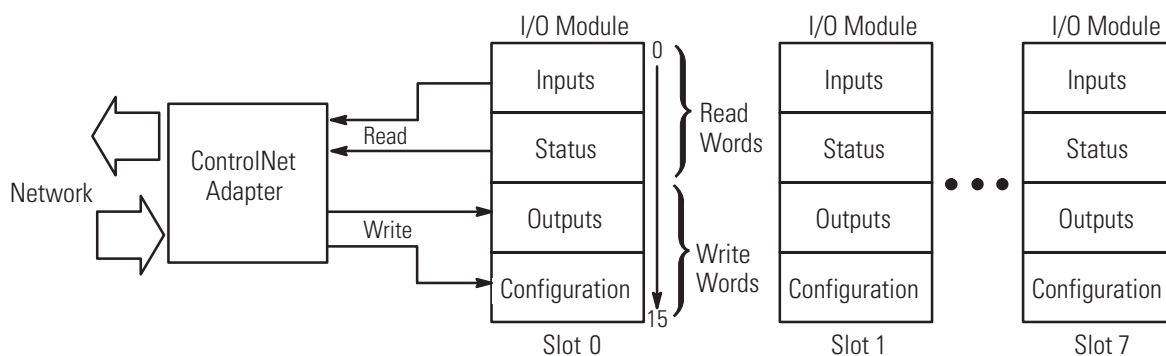 I/O Module
I/O Module
I/O Module
0
Inputs
Inputs
Inputs
Read
Words
Read
ControlNet
Adapter
Status
Status
Status
Network
Outputs
Outputs
Outputs
Write
Write
Words
Configuration
Configuration
Configuration
15
Slot 0
Slot 1
Slot 7